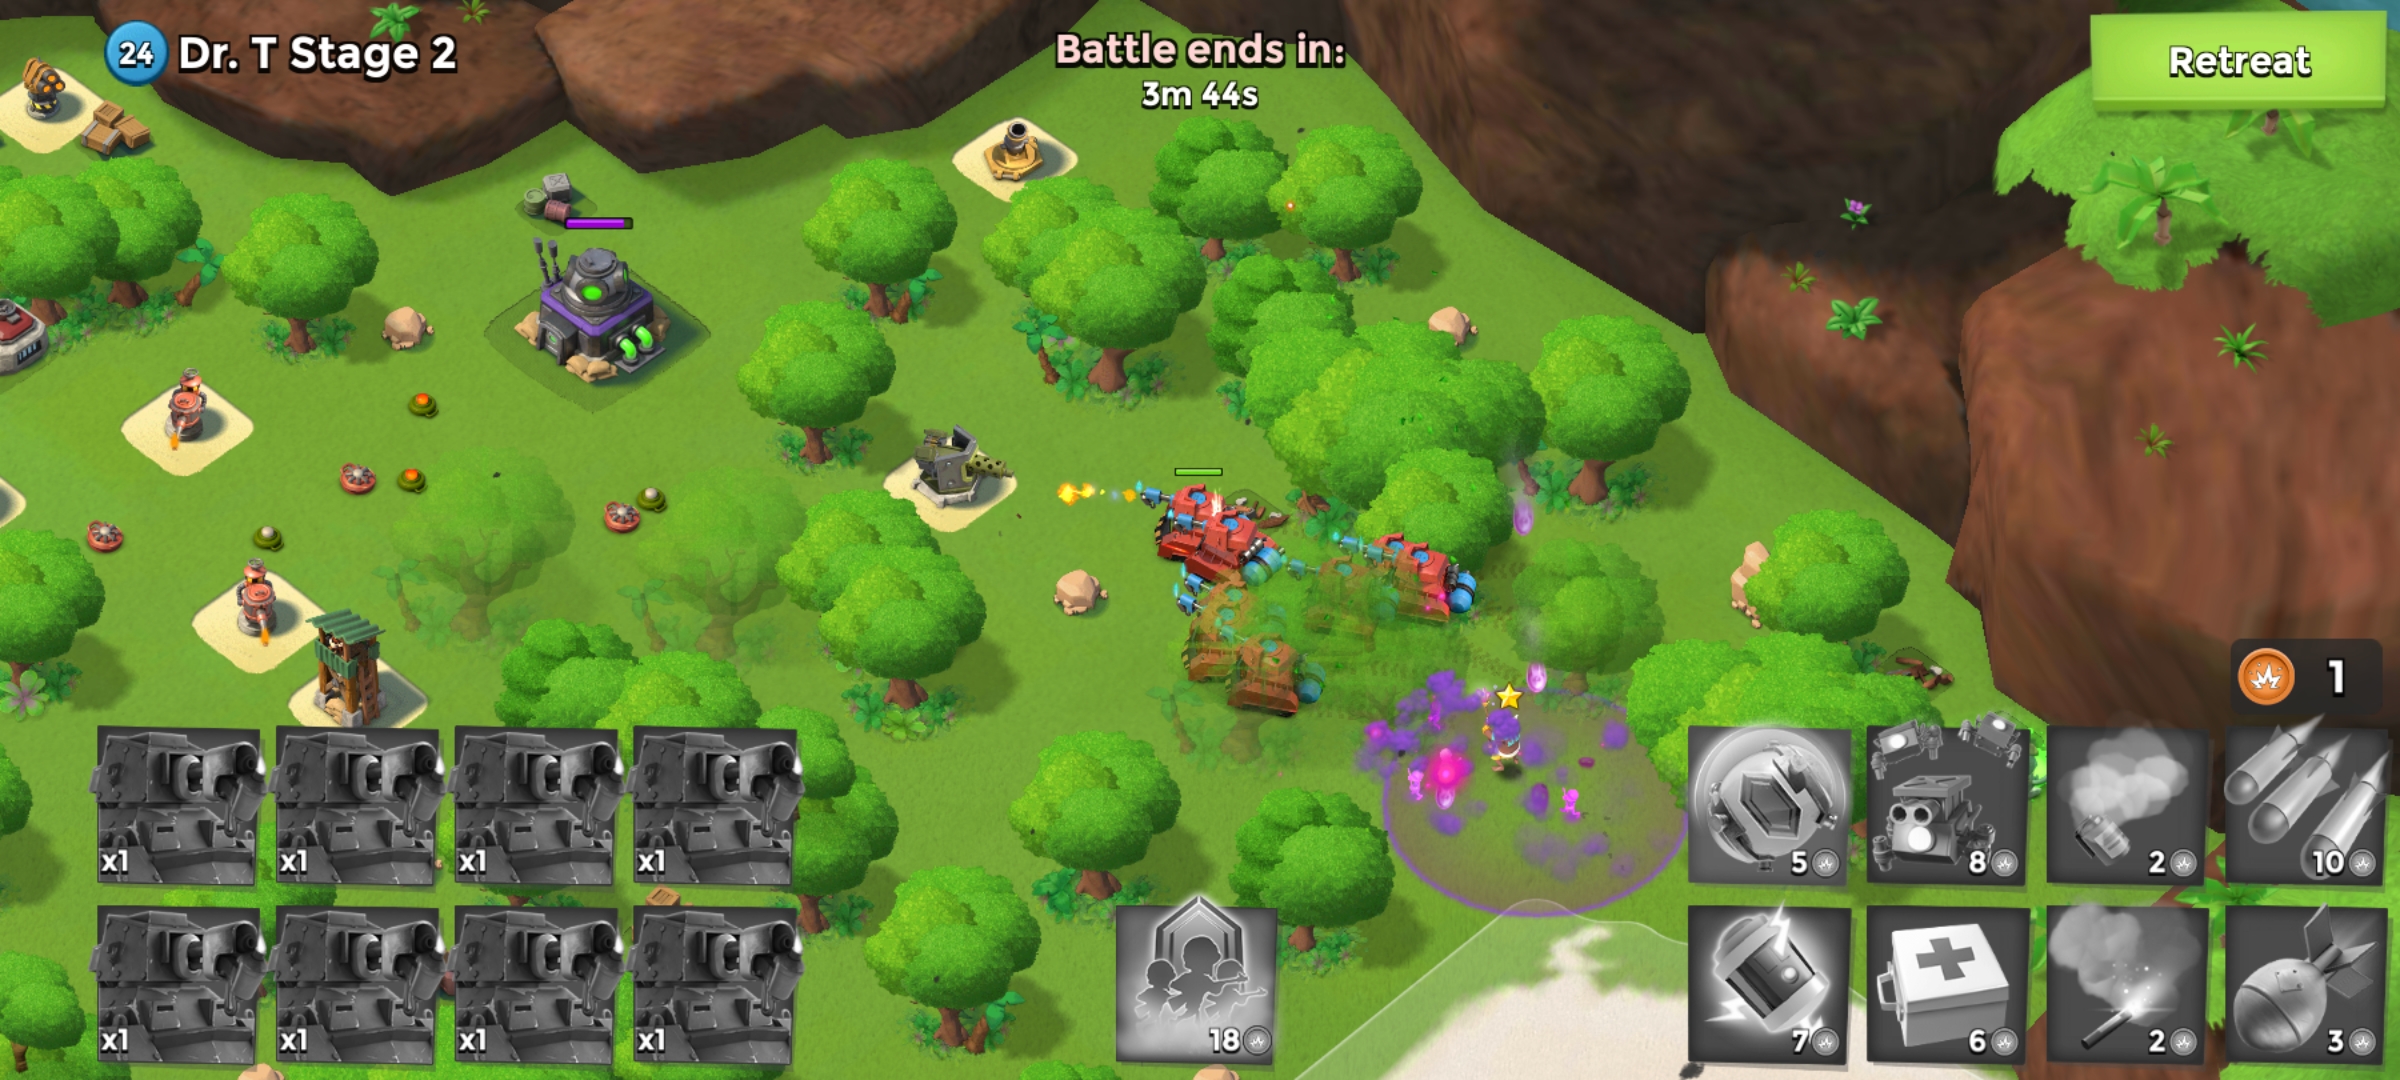 24 Dr. T Stage 2
Battle ends in:
3m 44s
Retreat
1
x1 x1 x1 x1
5 8 2 10
x1 x1 x1 x1
18
7 6 2 3